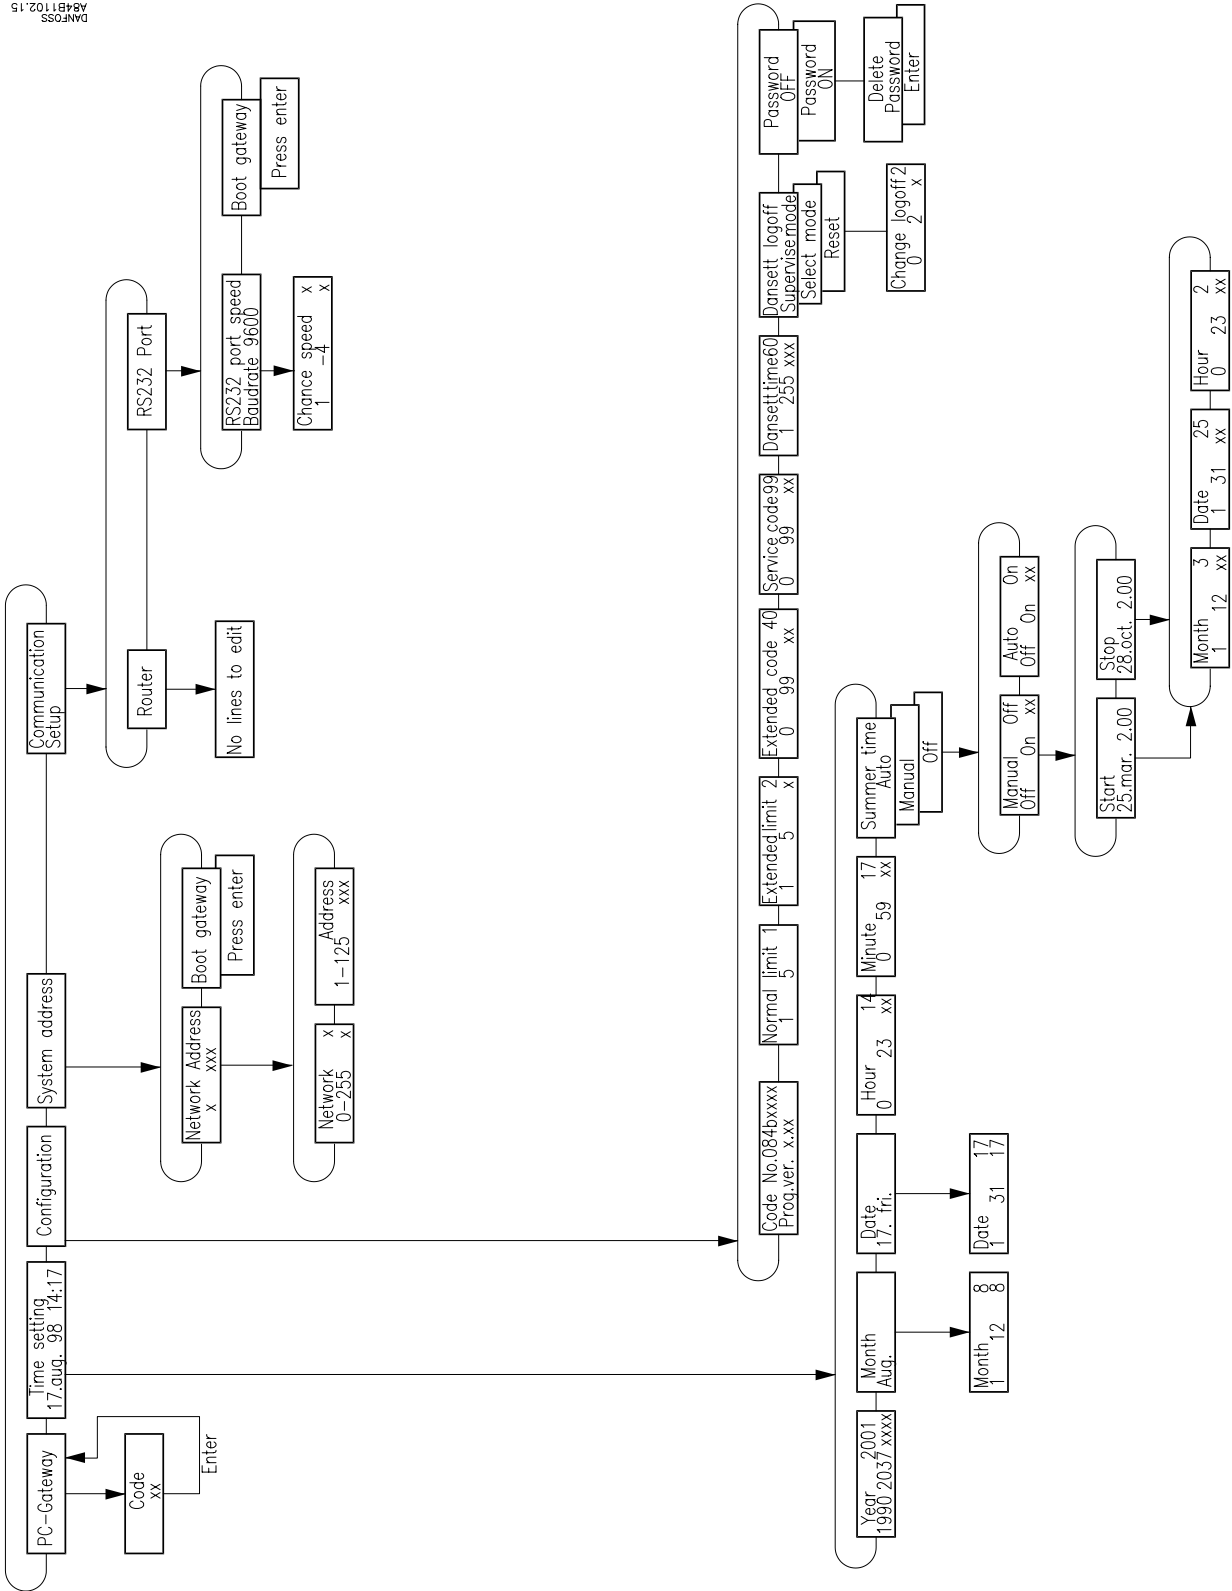 DANFOSS
A84B1102.15
PC-Gateway
Code
xx
Enter
Time setting
17.aug. 98 14:17
Configuration
System address
Communication
Setup
Network Address
x xxx
Boot gateway
Press enter
Network x
0-255 x
Address
1-125 xxx
Router
No lines to edit
RS232 Port
RS232 port speed
Baudrate 9600
Chance speed x
1 -4 x
Boot gateway
Press enter
Code No.084bxxxx
Prog.ver. x.xx
Normal limit 1
1 5
Extended limit 2
1 5 x
Extended code 40
0 99 xx
Service code99
0 99 xx
Dansett time60
1 255 xxx
Dansett logoff
Supervisemode
Select mode
Reset
Change logoff 2
0 2 x
Password
OFF
Password
ON
Delete
Password
Enter
Year 2001
1990 2037 xxxx
Month
Aug.
Month 8
1 12 8
Date
17. fri.
Date 17
1 31 17
Hour 14
0 23 xx
Minute 17
0 59 xx
Summer time
Auto
Manual
Off
Manual Off
Off On xx
Auto On
Off On xx
Start
25.mar. 2.00
Stop
28.oct. 2.00
Month 3
1 12 xx
Date 25
1 31 xx
Hour 2
0 23 xx